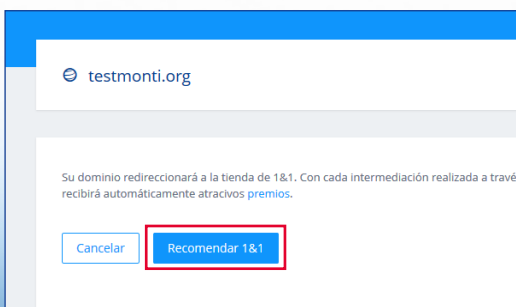 testmonti.org
Su dominio redireccionará a la tienda de 1&1. Con cada intermediación realizada a travé
recibirá automáticamente atracivos premios.
Cancelar
Recomendar 1&1